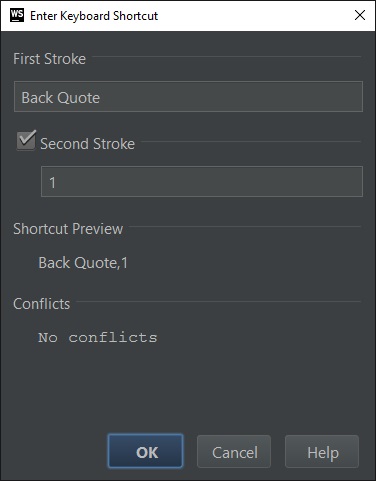 WS Enter Keyboard Shortcut
First Stroke
Back Quote
Second Stroke
1
Shortcut Preview
Back Quote,1
Conflicts
No conflicts
OK Cancel Help